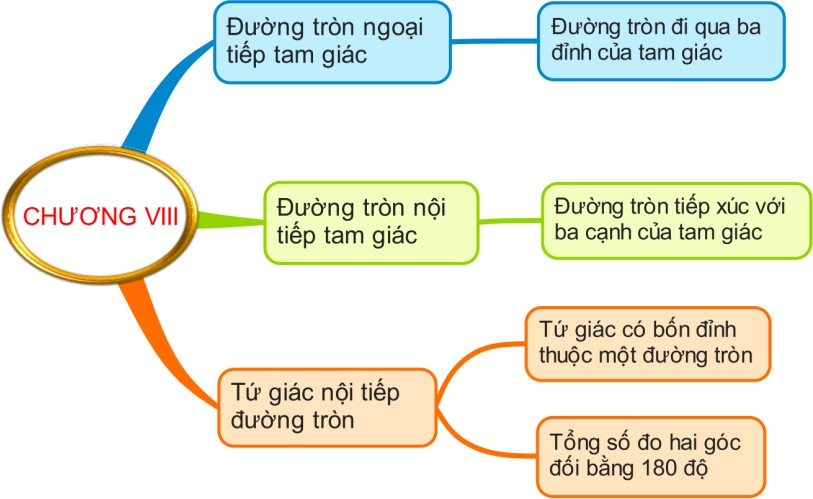 Đường tròn ngoại
tiếp tam giác
Đường tròn đi qua ba
đỉnh của tam giác
CHƯƠNG VIII
Đường tròn nội
tiếp tam giác
Đường tròn tiếp xúc với
ba cạnh của tam giác
Tứ giác nội tiếp
đường tròn
Tứ giác có bốn đỉnh
thuộc một đường tròn
Tổng số đo hai góc
đối bằng 180 độ